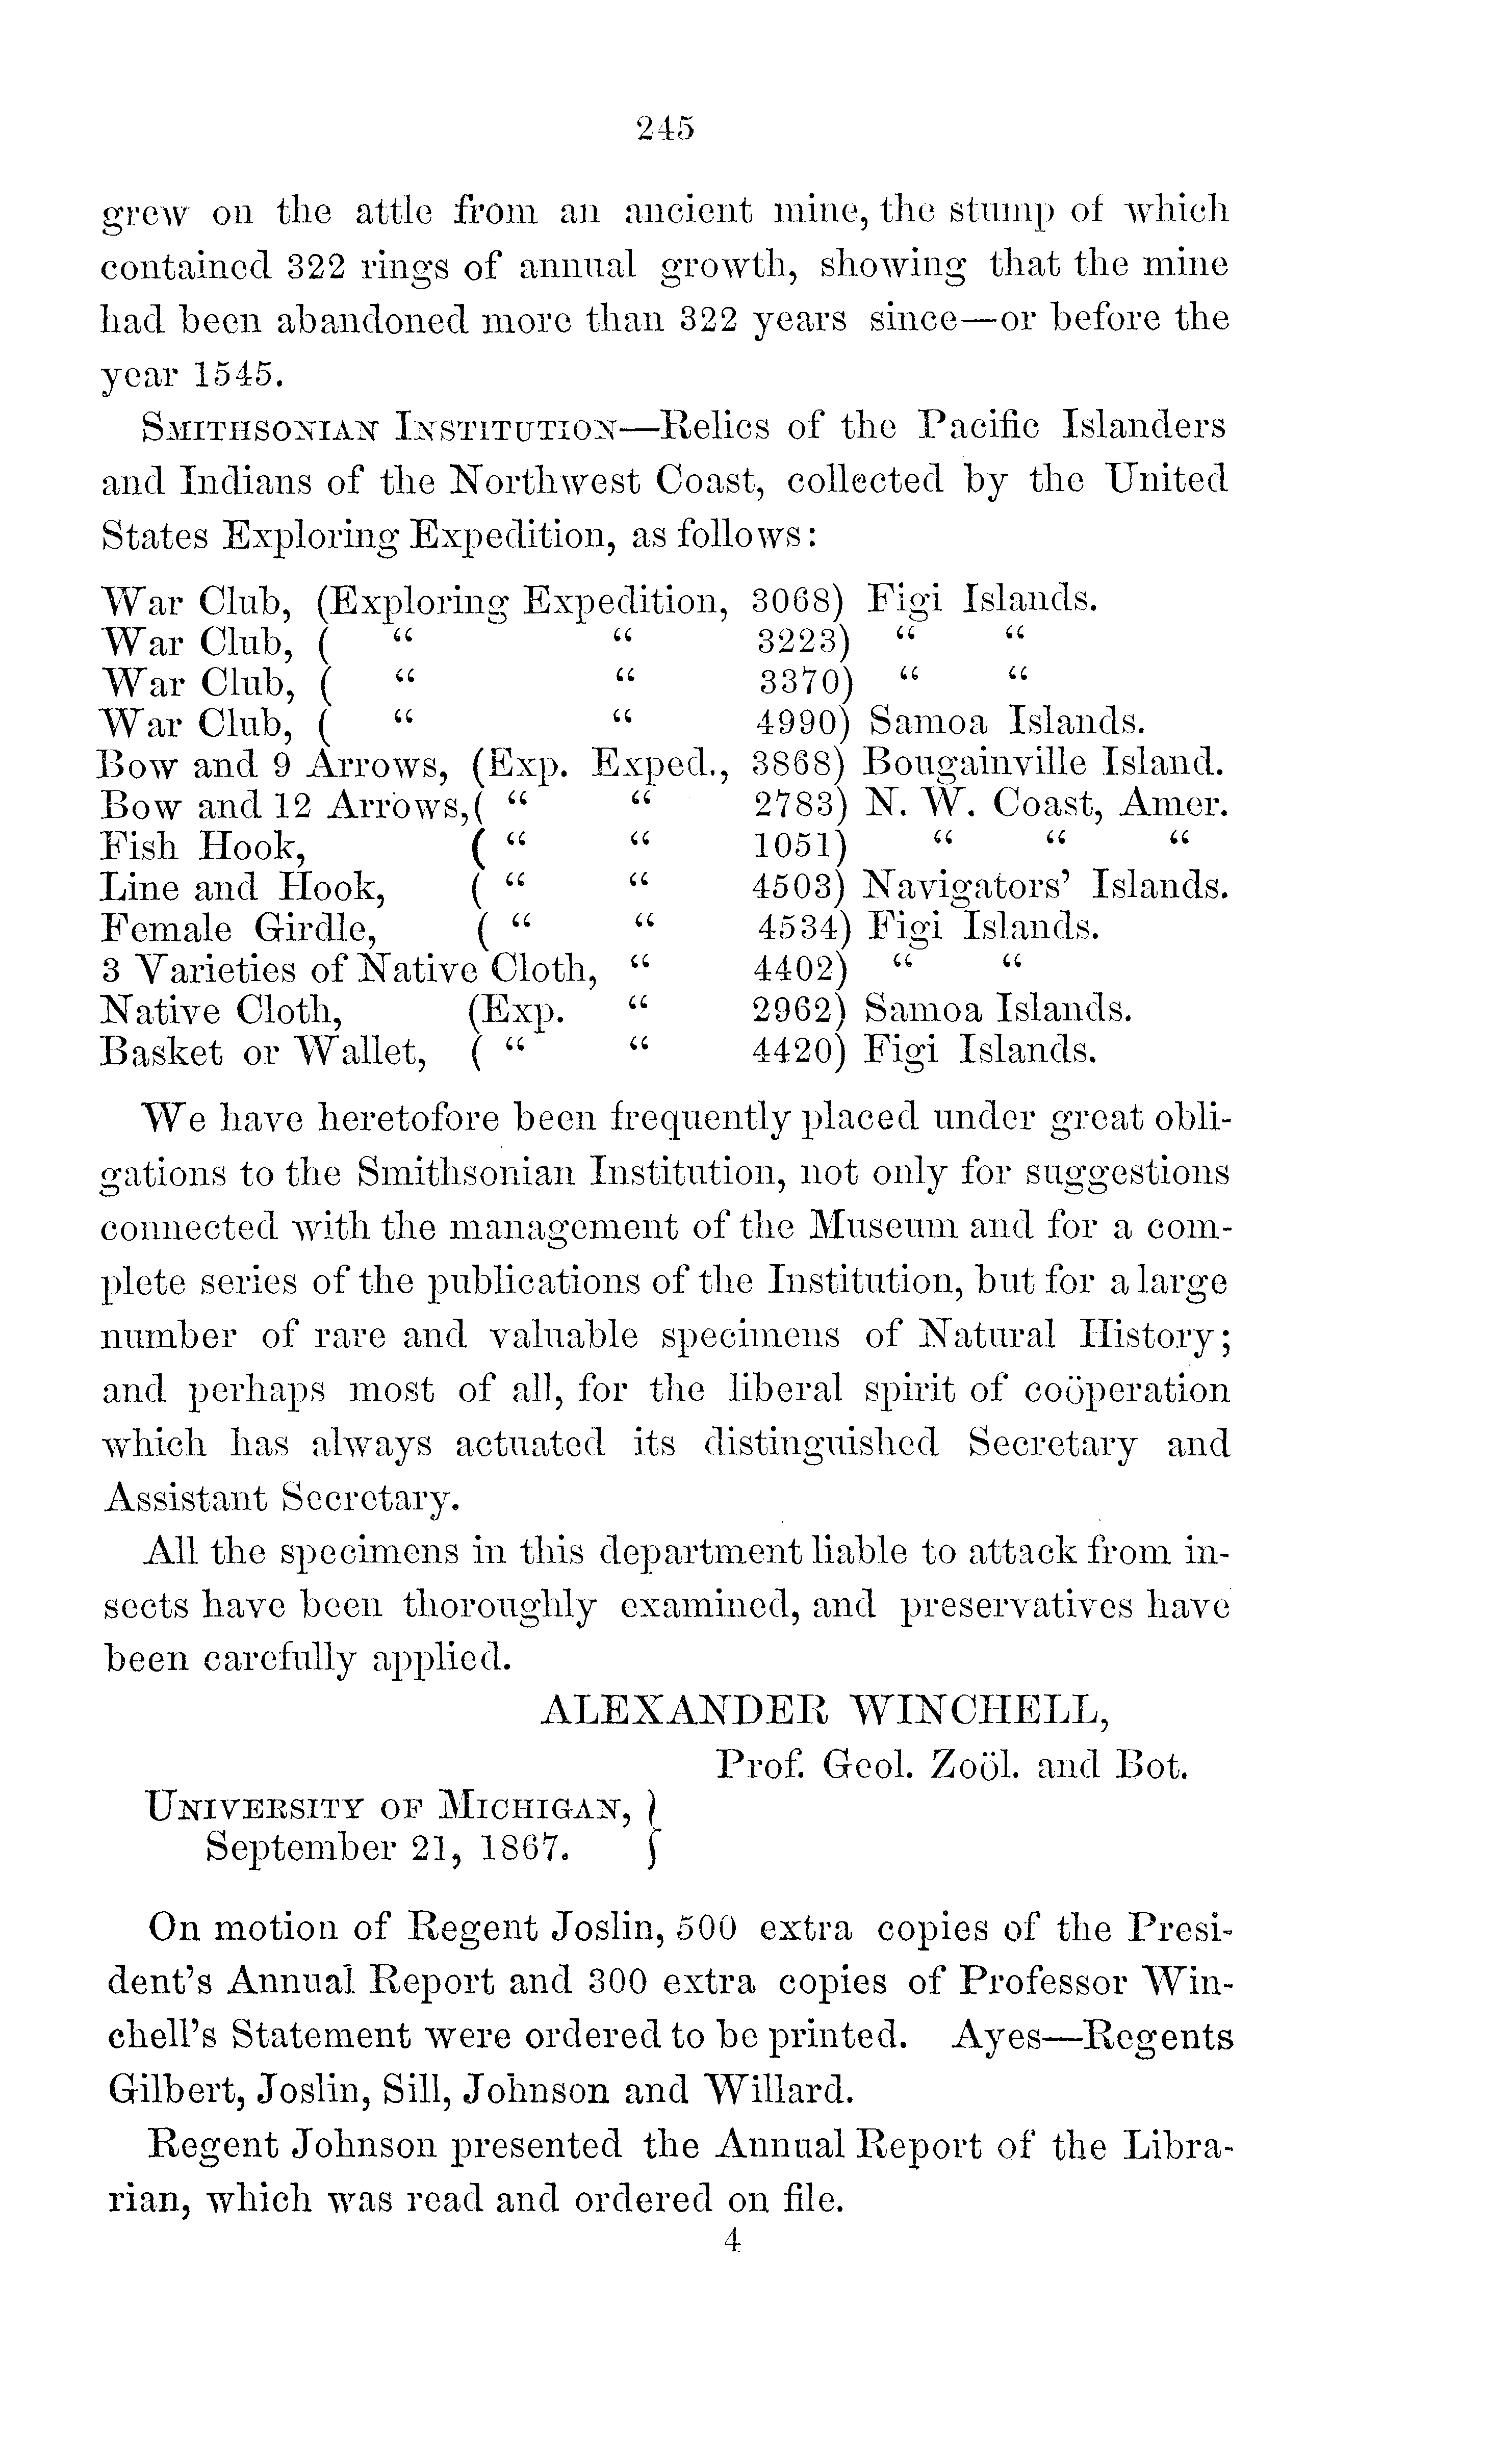 245
grew on the attle from an ancient mine, the stump of which
contained 322 rings of annual growth, showing that the mine
had been abandoned more than 322 years since—or before the
year 1545.
SMITHSONIAN INSTITUTION—Relics of the Pacific Islanders
and Indians of the Northwest Coast, collected by the United
States Exploring Expedition, as follows:
War Club, (Exploring Expedition, 3068) Figi Islands.
War Club, ( “ “ 3223) “ “
War Club, ( “ “ 3370) “ “
War Club, ( “ “ 4990) Samoa Islands.
Bow and 9 Arrows, (Exp. Exped., 3868) Bougainville Island.
Bow and 12 Arrows,( “ “ 2783) N. W. Coast, Amer.
Fish Hook, ( “ “ 1051) “ “ “
Line and Hook, ( “ “ 4503) Navigators’ Islands.
Female Girdle, ( “ “ 4534) Figi Islands.
3 Varieties of Native Cloth, “ 4402) “ “
Native Cloth, (Exp. “ 2962) Samoa Islands.
Basket or Wallet, ( “ “ 4420) Figi Islands.
We have heretofore been frequently placed under great obli-
gations to the Smithsonian Institution, not only for suggestions
connected with the management of the Museum and for a com-
plete series of the publications of the Institution, but for a large
number of rare and valuable specimens of Natural History;
and perhaps most of all, for the liberal spirit of coöperation
which has always actuated its distinguished Secretary and
Assistant Secretary.
All the specimens in this department liable to attack from in-
sects have been thoroughly examined, and preservatives have
been carefully applied.
ALEXANDER WINCHELL,
Prof. Geol. Zoöl. and Bot.
UNIVERSITY OF MICHIGAN, }
September 21, 1867.
On motion of Regent Joslin, 500 extra copies of the Presi-
dent's Annual Report and 300 extra copies of Professor Win-
chell's Statement were ordered to be printed. Ayes—Regents
Gilbert, Joslin, Sill, Johnson and Willard.
Regent Johnson presented the Annual Report of the Libra-
rian, which was read and ordered on file.
4